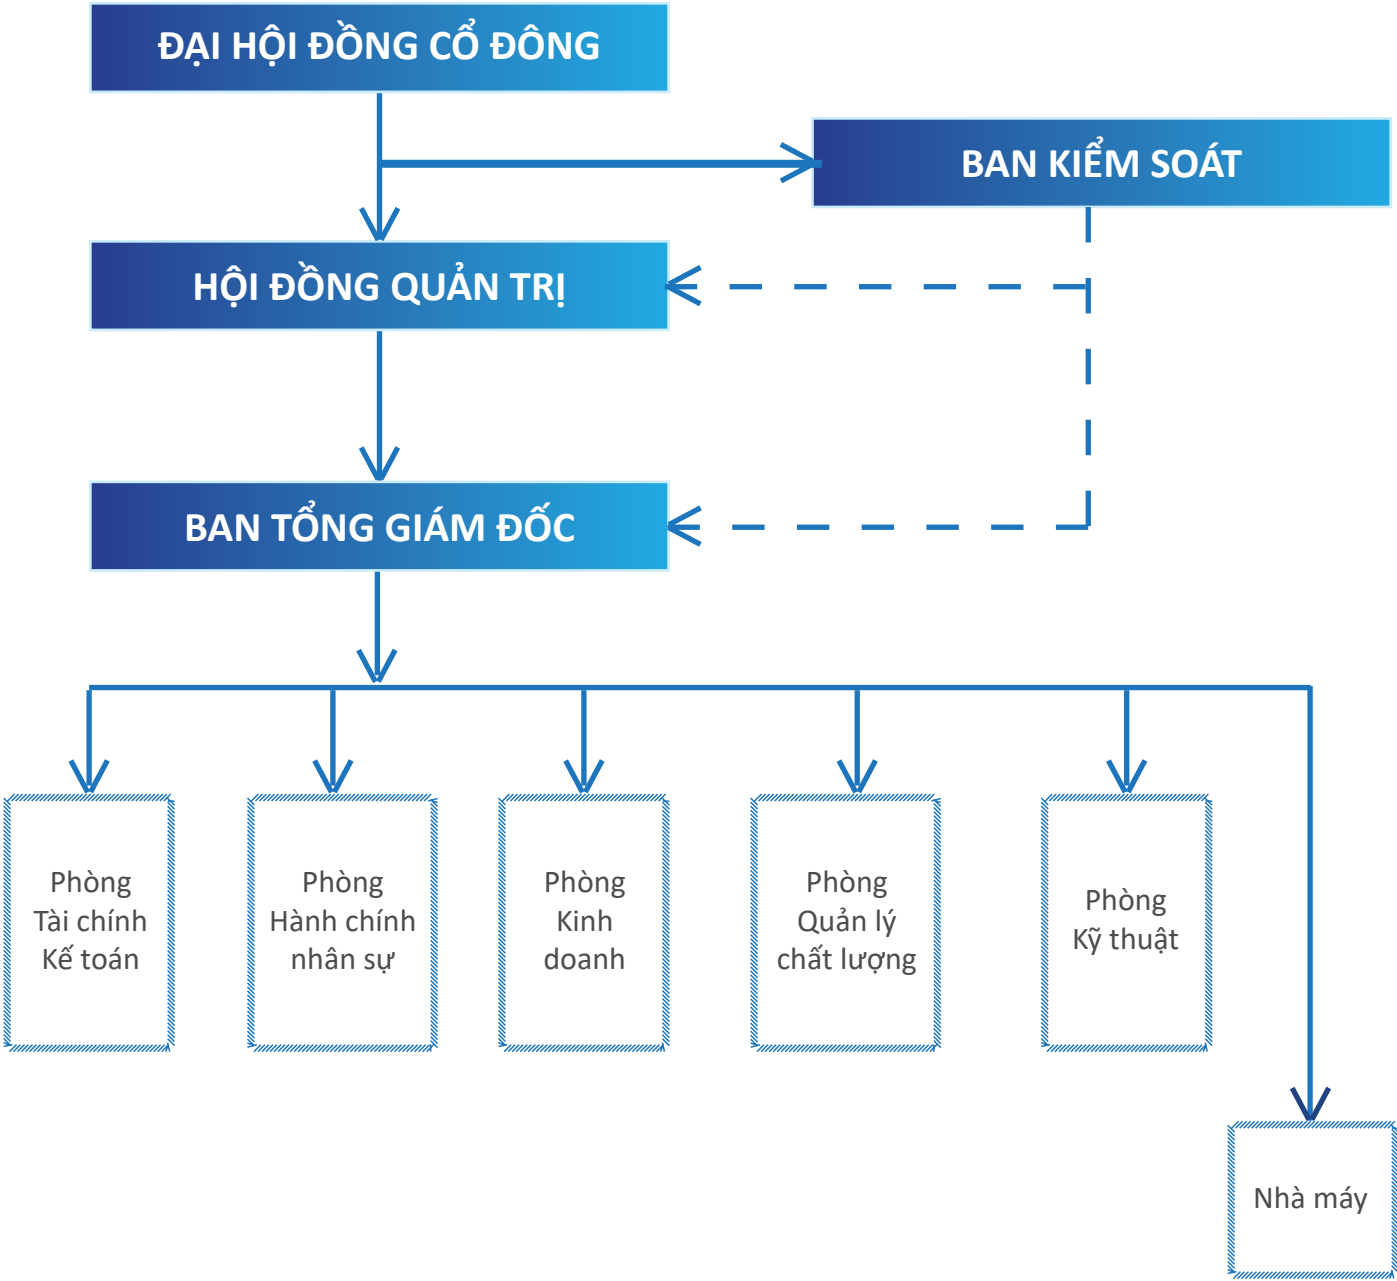 ĐẠI HỘI ĐỒNG CỔ ĐÔNG
BAN KIỂM SOÁT
HỘI ĐỒNG QUẢN TRỊ
BAN TỔNG GIÁM ĐỐC
Phòng
Tài chính
Kế toán
Phòng
Hành chính
nhân sự
Phòng
Kinh
doanh
Phòng
Quản lý
chất lượng
Phòng
Kỹ thuật
Nhà máy